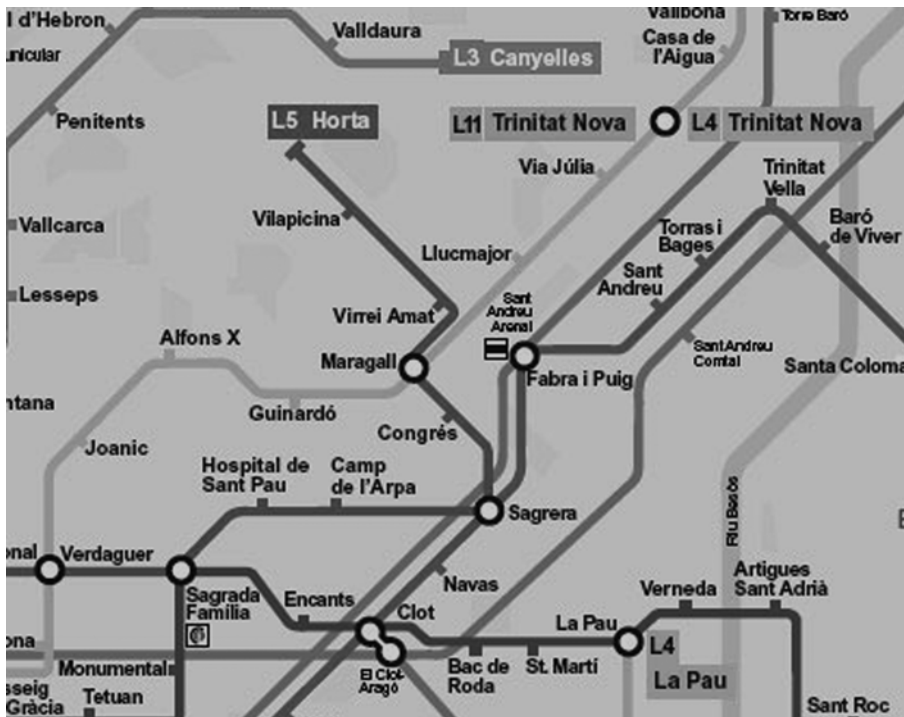 l d'Hebron
unicular
Valldaura
L3 Canyelles
Vallbona
Casa de
l'Aigua
Torre Baró
Penitents
L5 Horta
L11 Trinitat Nova
L4 Trinitat Nova
Via Júlia
Trinitat
Vella
Vallcarca
Vilapicina
Llucmajor
Torras i
Bages
Baró
de Viver
Lesseps
Sant
Andreu
Sant
Andreu
Arenal
Virrei Amat
Alfons X
Maragall
Fabra i Puig
Sant Andreu
Comtal
Santa Coloma
ntana
Guinardó
Joanic
Congrés
Hospital de
Sant Pau
Camp
de l'Arpa
Sagrera
Riu Besòs
onal
Verdaguer
Sagrada
Família
Encants
Clot
Navas
La Pau
Verneda
Artigues
Sant Adrià
ona
Monumental
El Clot-
Aragó
Bac de
Roda
St. Martí
L4
La Pau
sseig
Gràcia
Tetuan
Sant Roc